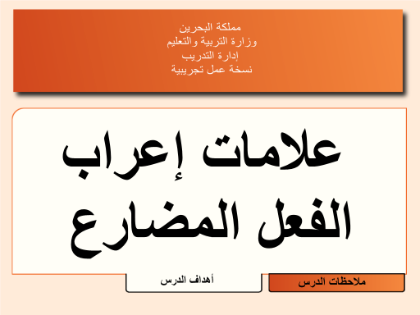 مملكة البحرين
وزارة التربية والتعليم
إدارة التدريب
نسخة عمل تجريبية
علامات إعراب
الفعل المضارع
ملاحظات الدرس
أهداف الدرس